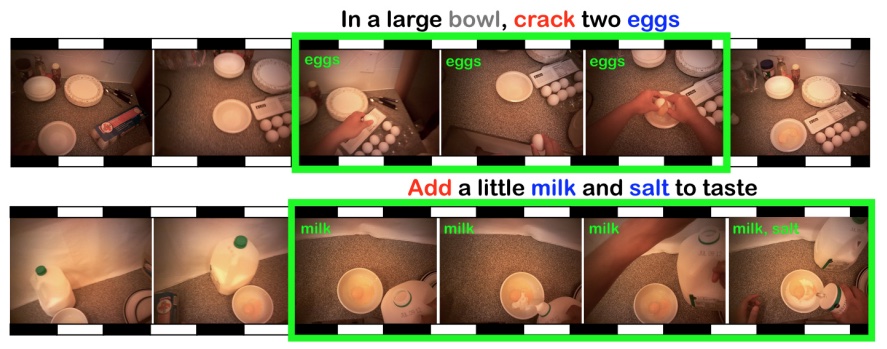 In a large bowl, crack two eggs
eggs eggs eggs
Add a little milk and salt to taste
milk milk milk milk, salt